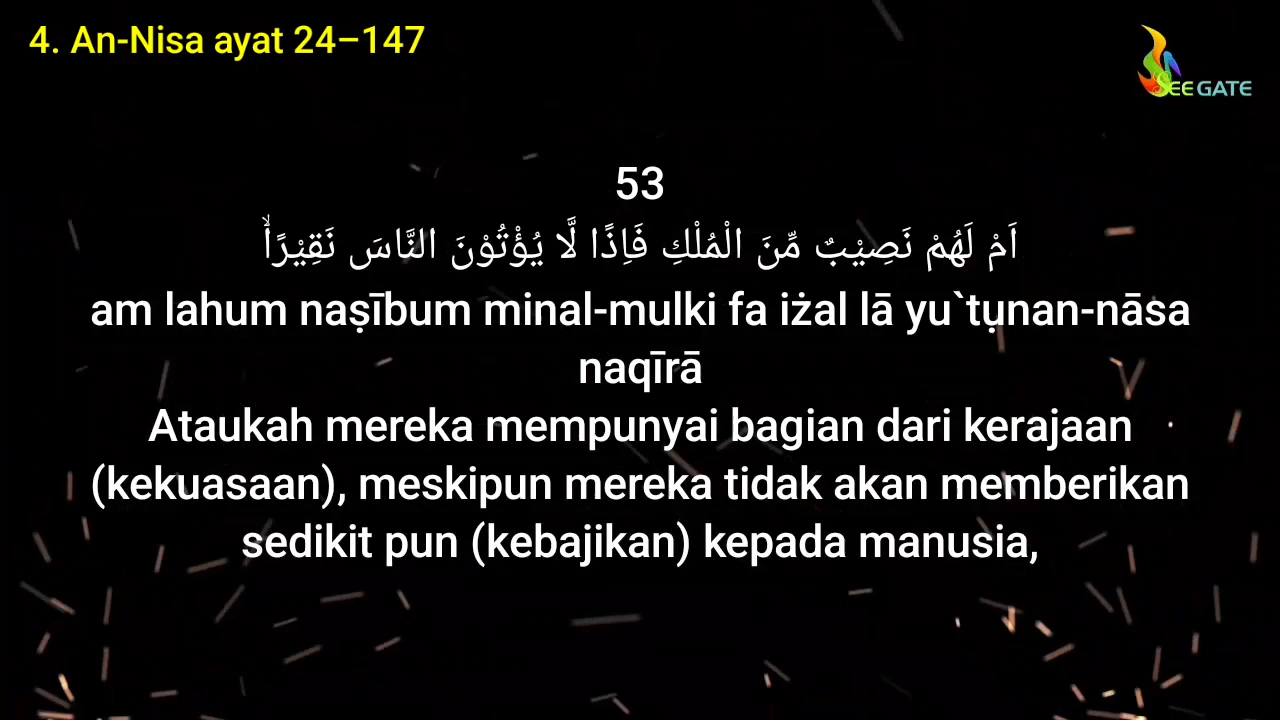 4. An-Nisa ayat 24–147
SEE GATE
53
اَمْ لَهُمْ نَصِيْبٌ مِّنَ الْمُلْكِ فَاِذًا لَّا يُؤْتُوْنَ النَّاسَ نَقِيْرًاۙ
am lahum naṣībum minal-mulki fa iżal lā yu`tụnan-nāsa
naqīrā
Ataukah mereka mempunyai bagian dari kerajaan
(kekuasaan), meskipun mereka tidak akan memberikan
sedikit pun (kebajikan) kepada manusia,